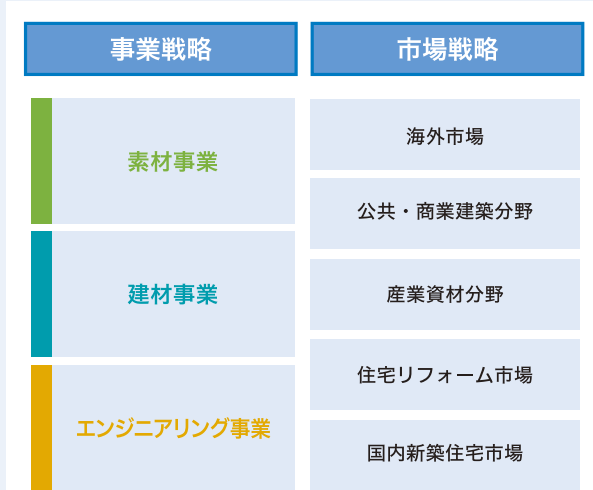 事業戦略
市場戦略
素材事業
建材事業
エンジニアリング事業
海外市場
公共・商業建築分野
産業資材分野
住宅リフォーム市場
国内新築住宅市場